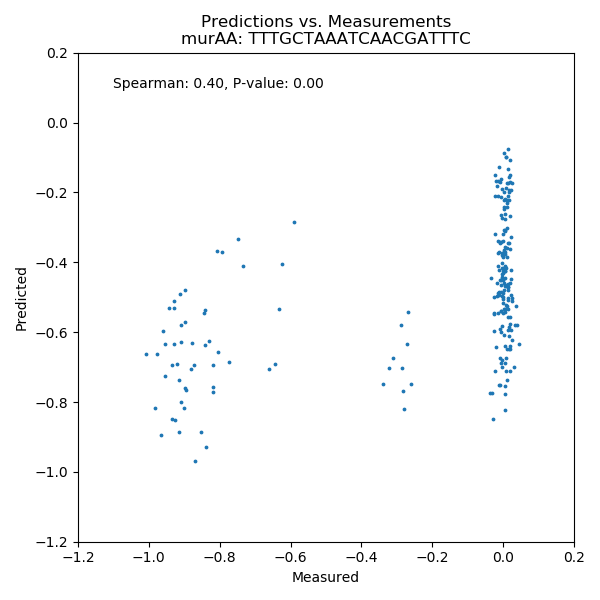 Predictions vs. Measurements
murAA: TTTGCTAAATCAACGATTTC
Spearman: 0.40, P-value: 0.00
Predicted
0.2
0.0
−0.2
−0.4
−0.6
−0.8
−1.0
−1.2
−1.2 −1.0 −0.8 −0.6 −0.4 −0.2 0.0 0.2
Measured